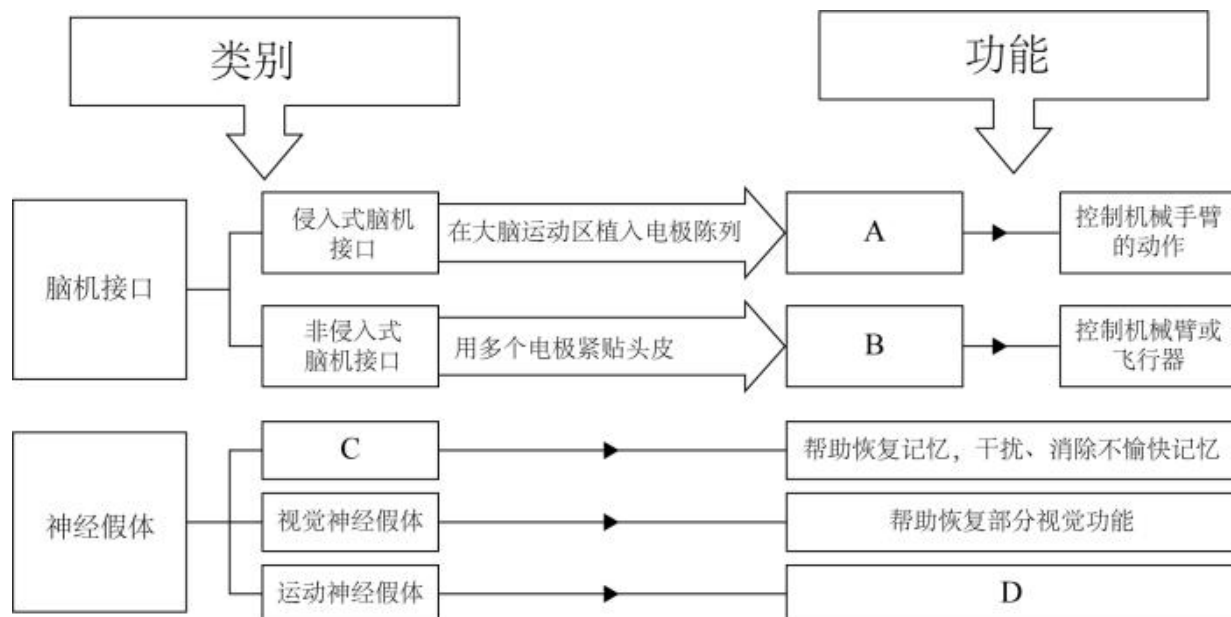 类别
功能
脑机接口
侵入式脑机
接口
在大脑运动区植入电极陈列
A
控制机械手臂
的动作
非侵入式
脑机接口
用多个电极紧贴头皮
B
控制机械臂或
飞行器
神经假体
C
帮助恢复记忆，干扰、消除不愉快记忆
视觉神经假体
帮助恢复部分视觉功能
运动神经假体
D